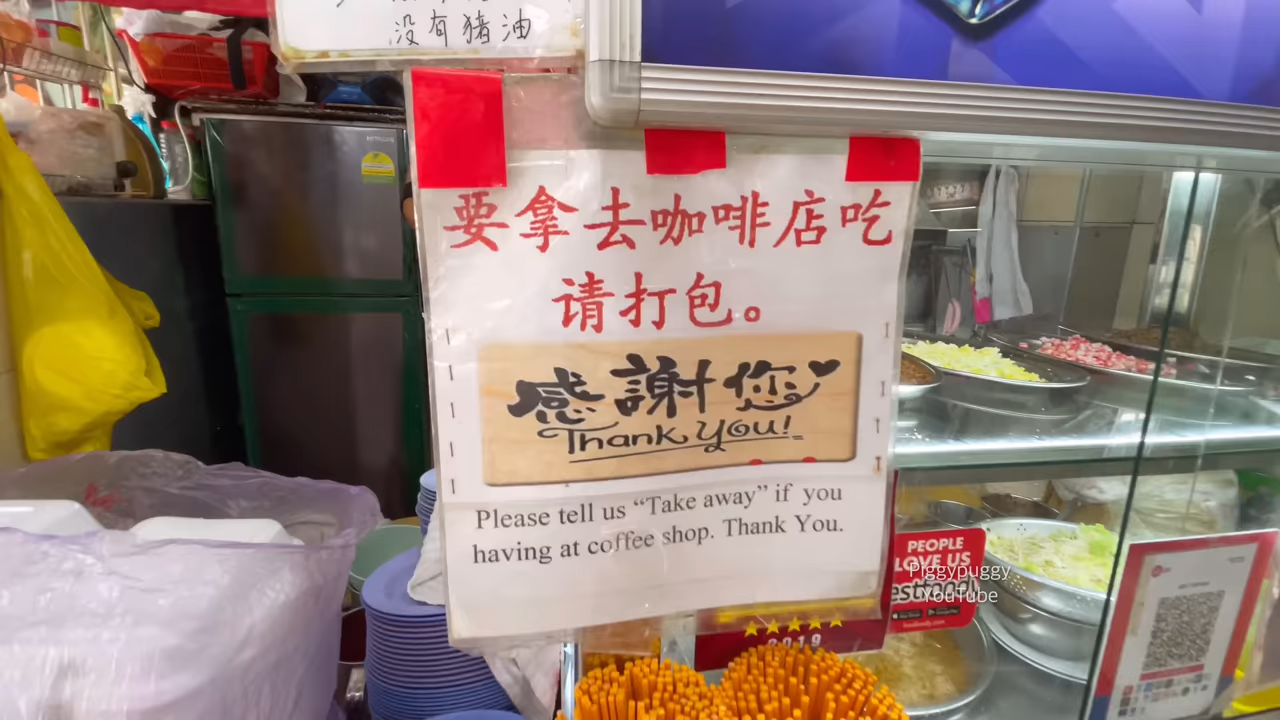 没有猪油
HITACHI
要拿去咖啡店吃
请打包。
感謝您
Thank you!
Please tell us “Take away” if you
having at coffee shop. Thank You.
PEOPLE
LOVE US
Piggypuggy
YouTube
2019